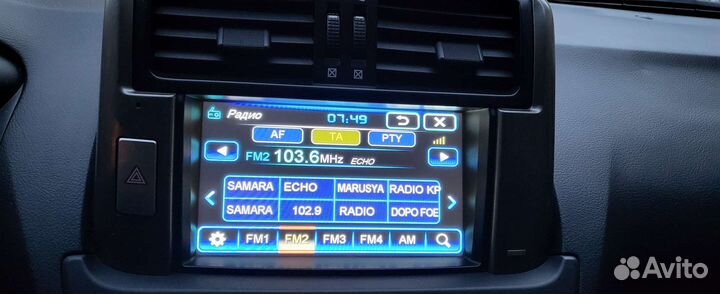 Радио 07:49
AF TA PTY
FM2 103.6MHz ECHO
SAMARA ECHO MARUSYA RADIO KP
SAMARA 102.9 RADIO DOPO FOE
FM1 FM2 FM3 FM4 AM
Avito